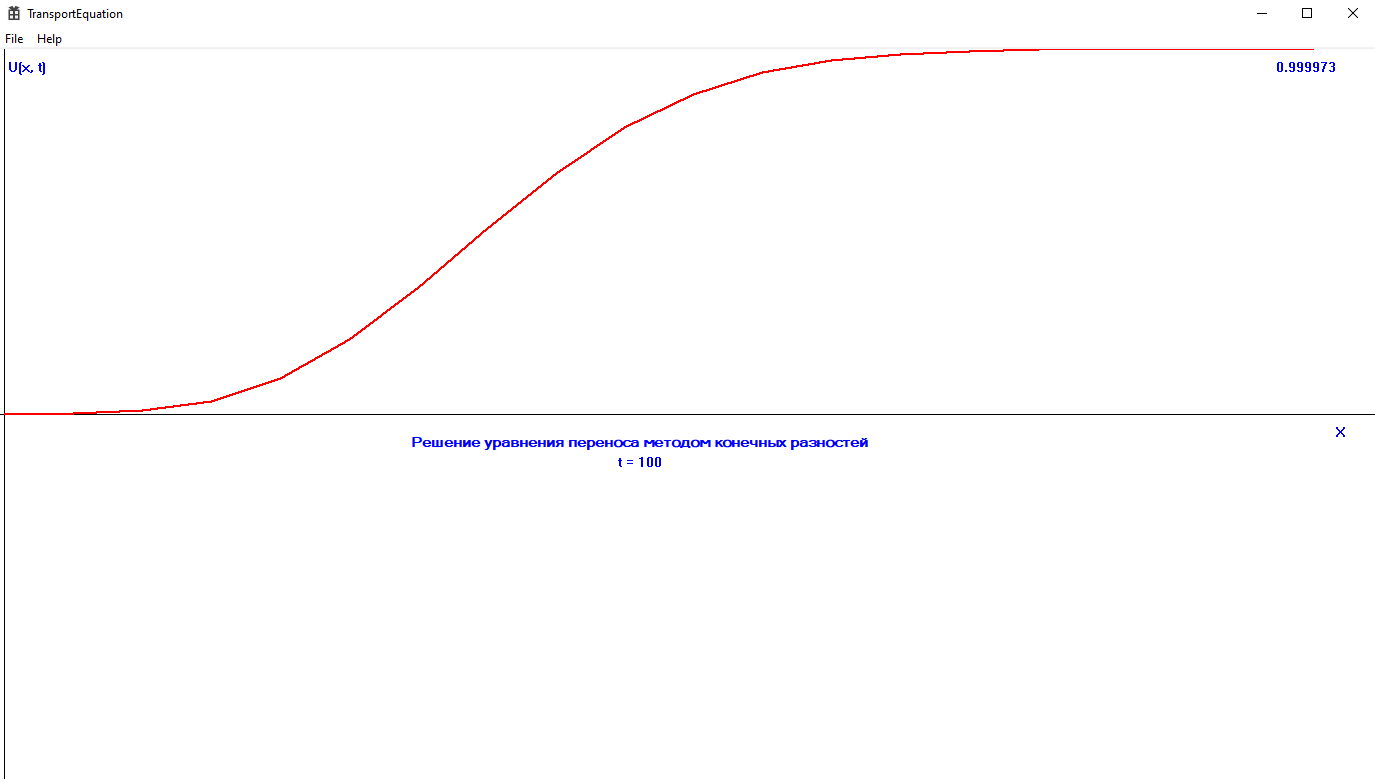 TransportEquation
File Help
U(x, t)
0.999973
X
Решение уравнения переноса методом конечных разностей
t = 100